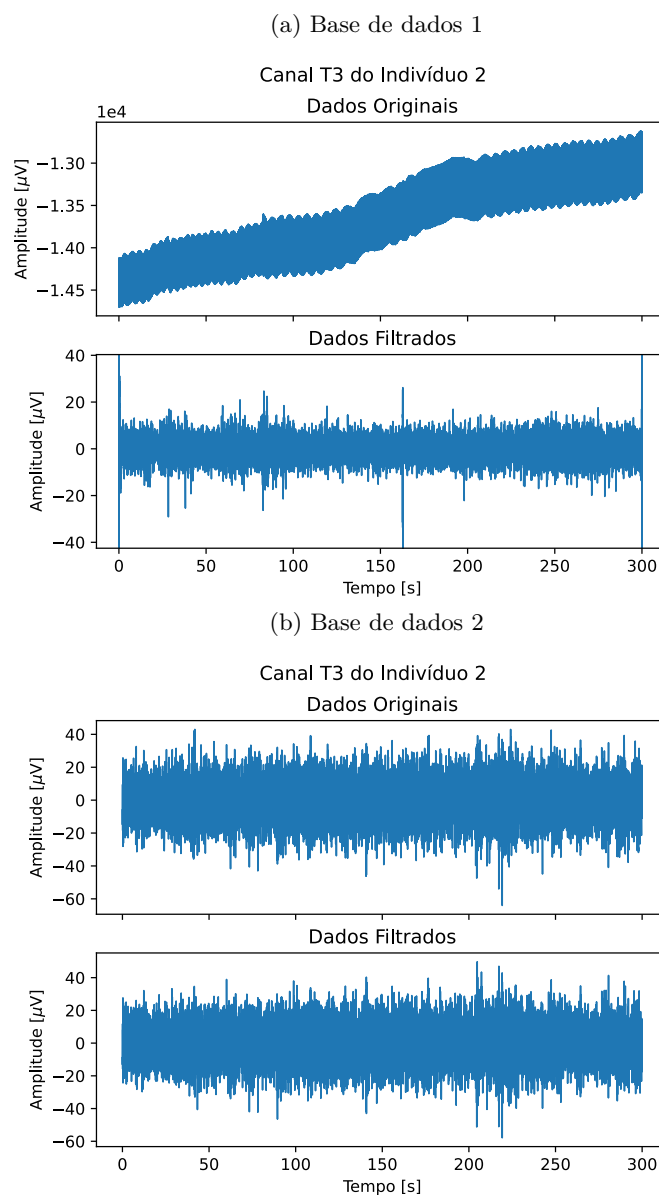 (a) Base de dados 1
Canal T3 do Indivíduo 2
Dados Originais
1e4
Amplitude [µV]
−1.30
−1.35
−1.40
−1.45
Dados Filtrados
Amplitude [µV]
40
20
0
−20
−40
0 50 100 150 200 250 300
Tempo [s]
(b) Base de dados 2
Canal T3 do Indivíduo 2
Dados Originais
Amplitude [µV]
40
20
0
−20
−40
−60
Dados Filtrados
Amplitude [µV]
40
20
0
−20
−40
−60
0 50 100 150 200 250 300
Tempo [s]